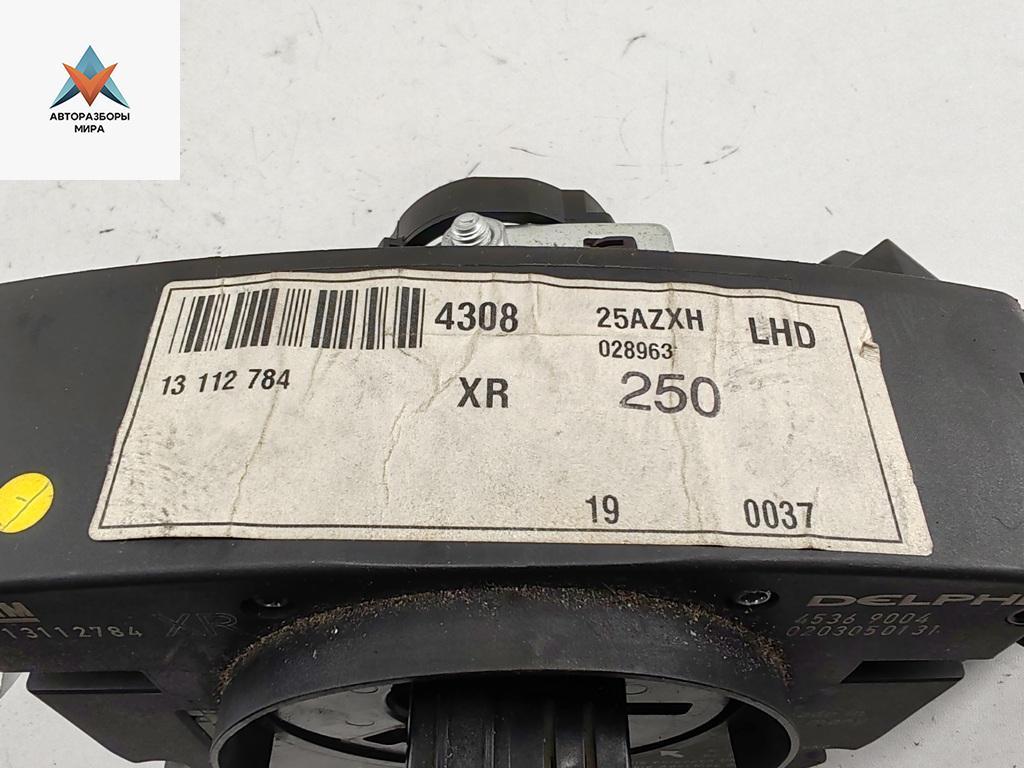 АВТОРАЗБОРЫ
МИРА
4308
25AZXH
LHD
028963
13 112 784
XR
250
19
0037
GM
13112784 XR
DELPHI
4536 9004
0203050131